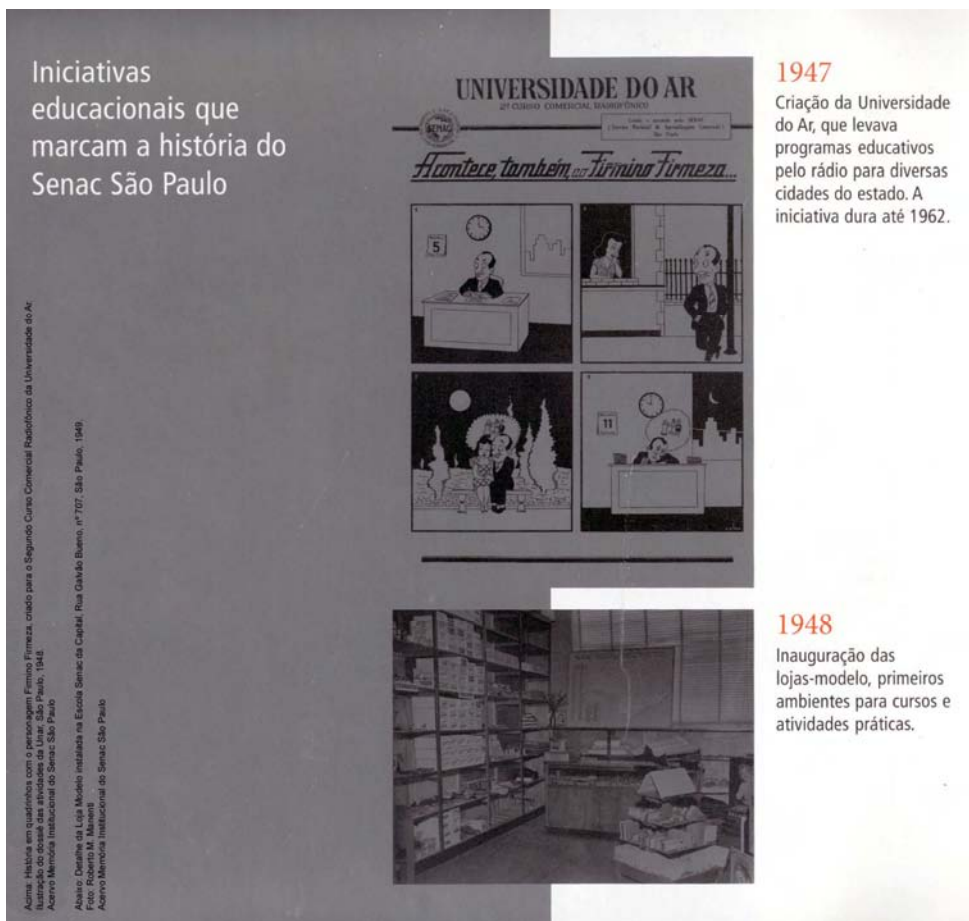 Iniciativas
educacionais que
marcam a história do
Senac São Paulo
UNIVERSIDADE DO AR
2º CURSO COMERCIAL RADIOFÔNICO
SENAC
Acontece, também, ao Firmino Firmeza...
5
11
1947
Criação da Universidade
do Ar, que levava
programas educativos
pelo rádio para diversas
cidades do estado. A
iniciativa dura até 1962.
1948
Inauguração das
lojas-modelo, primeiros
ambientes para cursos e
atividades práticas.
Acima: História em quadrinhos com o personagem Firmino Firmeza, criado para o Segundo Curso Comercial Radiofônico da Universidade do Ar.
Ilustração do dossiê das atividades da Unar, São Paulo, 1948.
Acervo Memória Institucional do Senac São Paulo
Abaixo: Detalhe da Loja Modelo instalada na Escola Senac da Capital, Rua Galvão Bueno, nº 707, São Paulo, 1949.
Foto: Roberto M. Manenti
Acervo Memória Institucional do Senac São Paulo